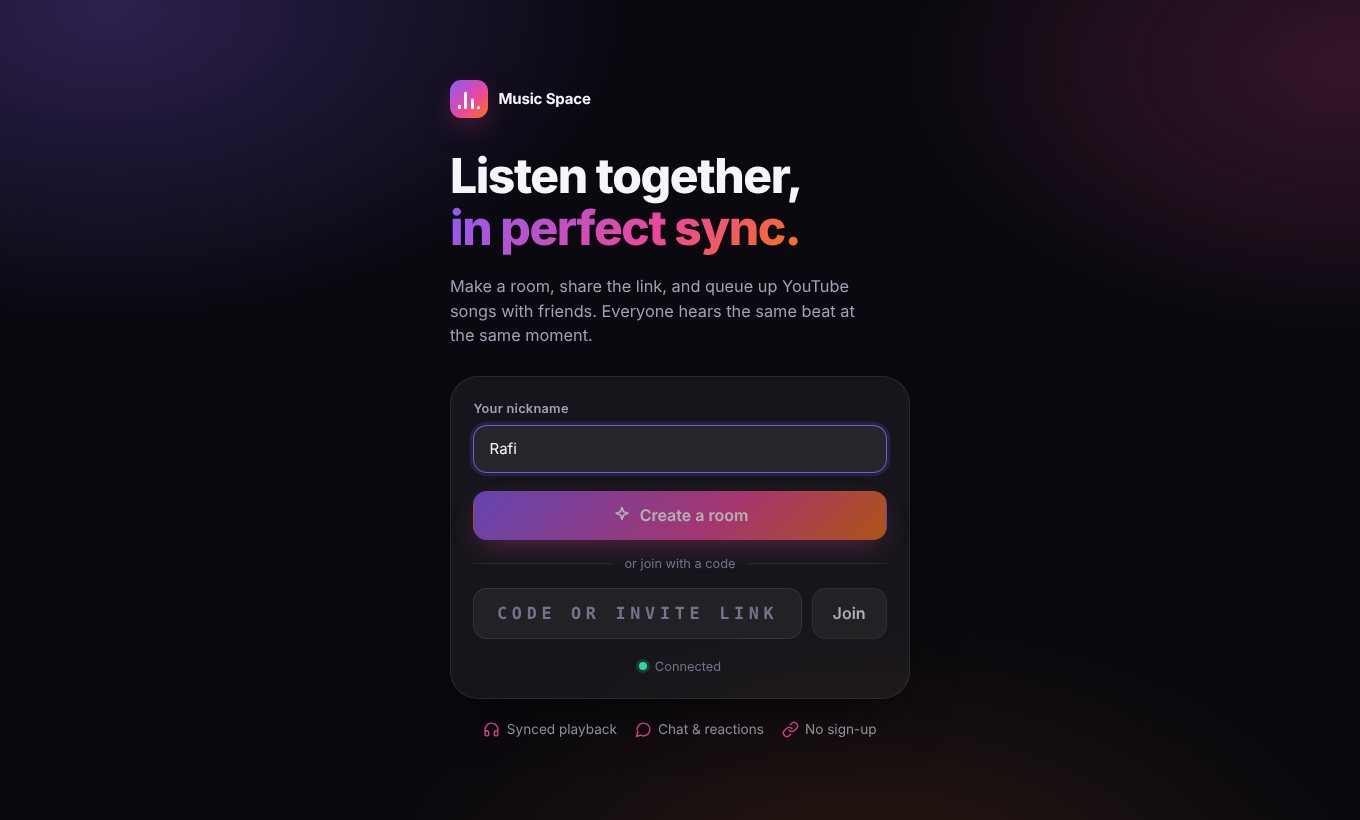 Music Space
Listen together,
in perfect sync.
Make a room, share the link, and queue up YouTube
songs with friends. Everyone hears the same beat at
the same moment.
Your nickname
Rafi
Create a room
or join with a code
CODE OR INVITE LINK
Join
Connected
Synced playback
Chat & reactions
No sign-up